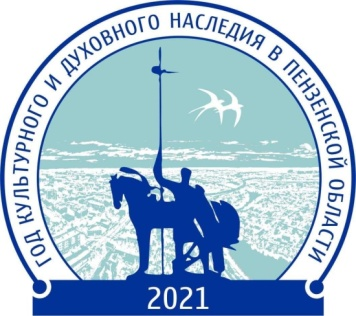 ГОД КУЛЬТУРНОГО И ДУХОВНОГО НАСЛЕДИЯ В ПЕНЗЕНСКОЙ ОБЛАСТИ
2021